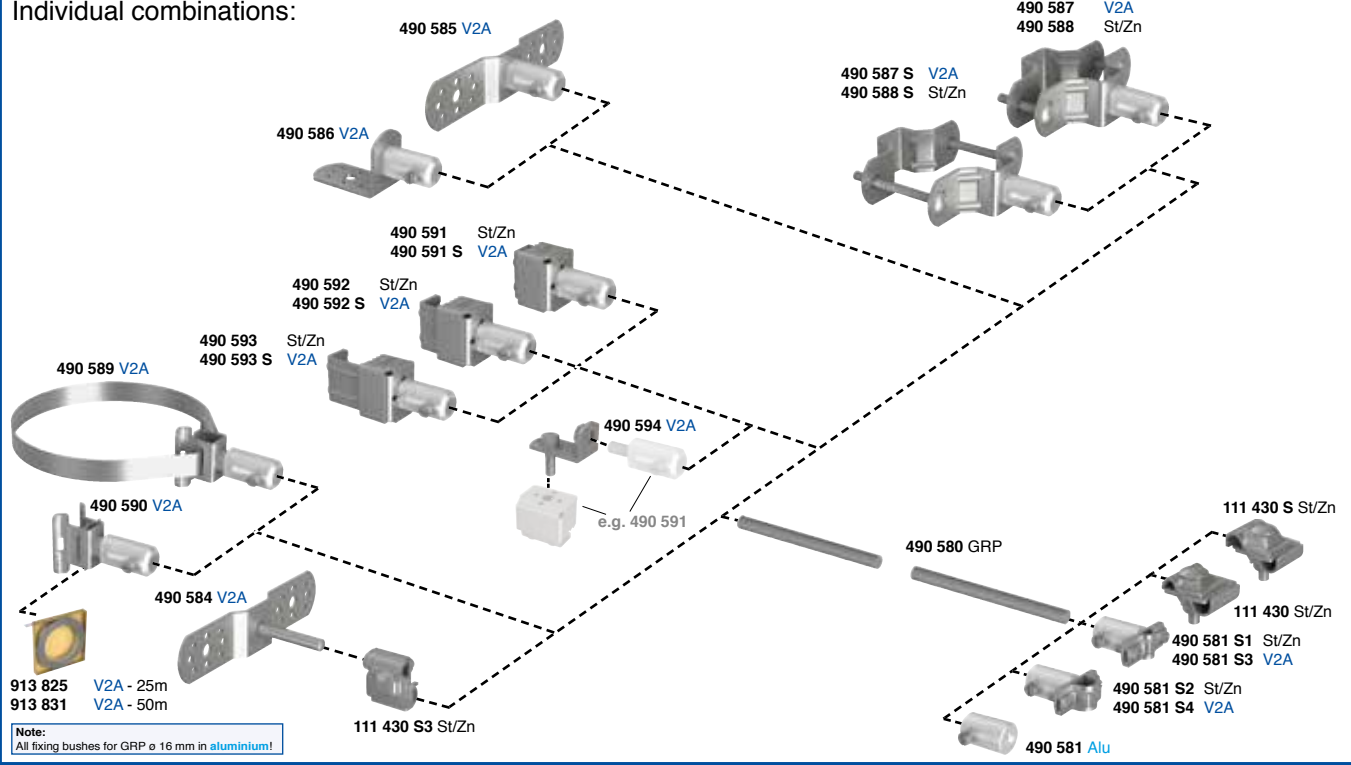 Individual combinations:
490 585 V2A
490 587 V2A
490 588 St/Zn
490 587 S V2A
490 588 S St/Zn
490 586 V2A
490 591 St/Zn
490 591 S V2A
490 592 St/Zn
490 592 S V2A
490 593 St/Zn
490 593 S V2A
490 589 V2A
490 594 V2A
490 590 V2A
e.g. 490 591
111 430 S St/Zn
490 580 GRP
490 584 V2A
111 430 St/Zn
490 581 S1 St/Zn
490 581 S3 V2A
913 825 V2A - 25m
913 831 V2A - 50m
490 581 S2 St/Zn
490 581 S4 V2A
111 430 S3 St/Zn
490 581 Alu
Note:
All fixing bushes for GRP ø 16 mm in aluminium!